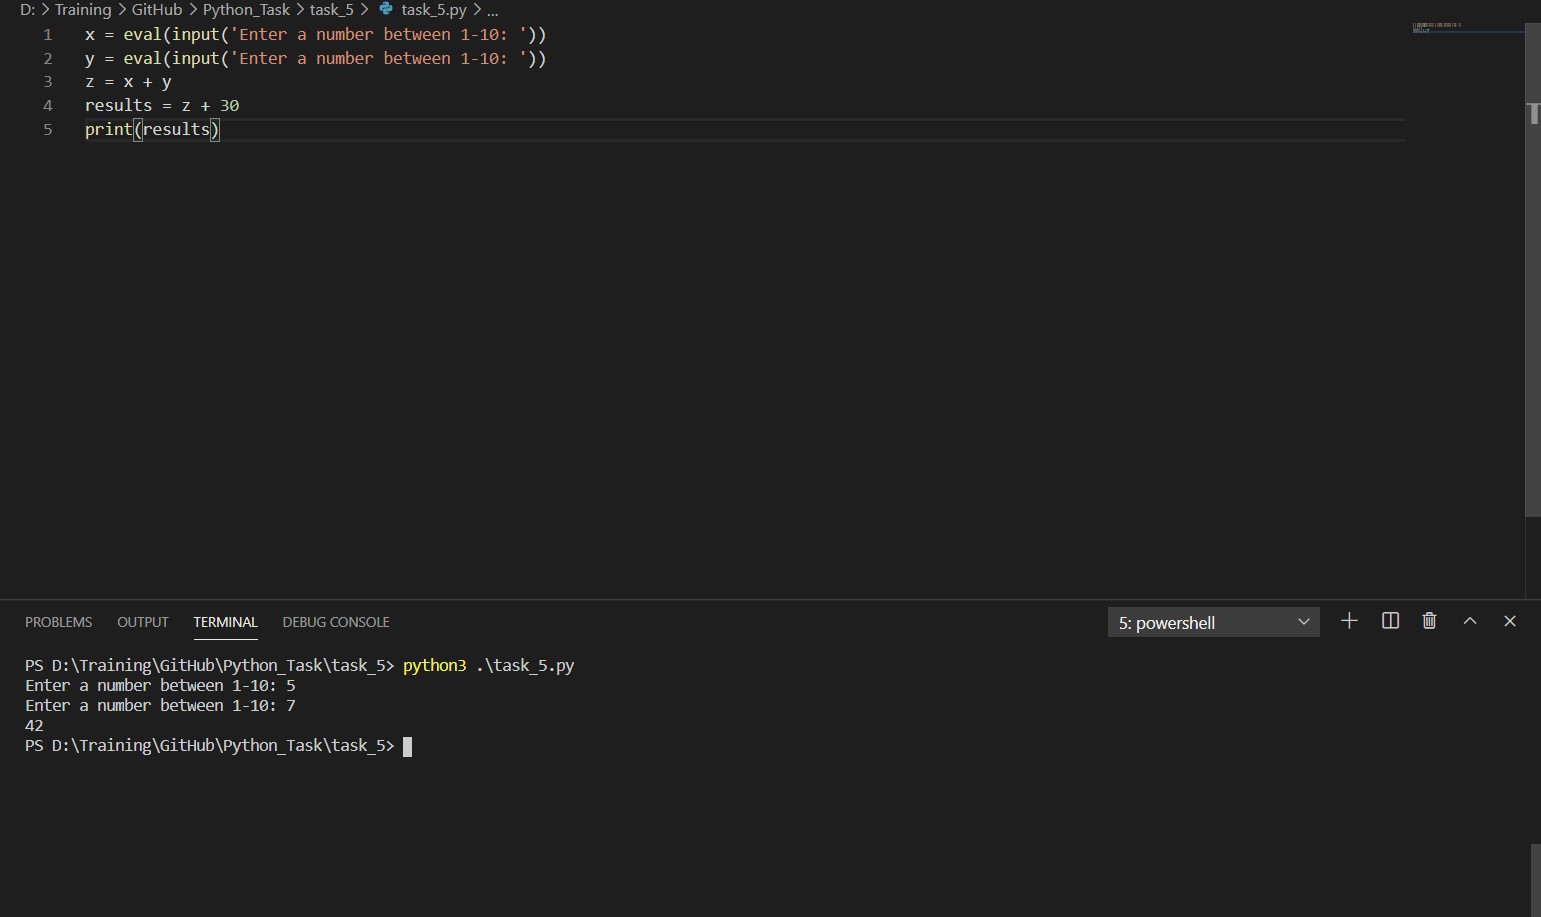 D: > Training > GitHub > Python_Task > task_5 > task_5.py > ...
1 x = eval(input('Enter a number between 1-10: '))
2 y = eval(input('Enter a number between 1-10: '))
3 z = x + y
4 results = z + 30
5 print(results)
PROBLEMS OUTPUT TERMINAL DEBUG CONSOLE 5: powershell
PS D:\Training\GitHub\Python_Task\task_5> python3 .\task_5.py
Enter a number between 1-10: 5
Enter a number between 1-10: 7
42
PS D:\Training\GitHub\Python_Task\task_5>